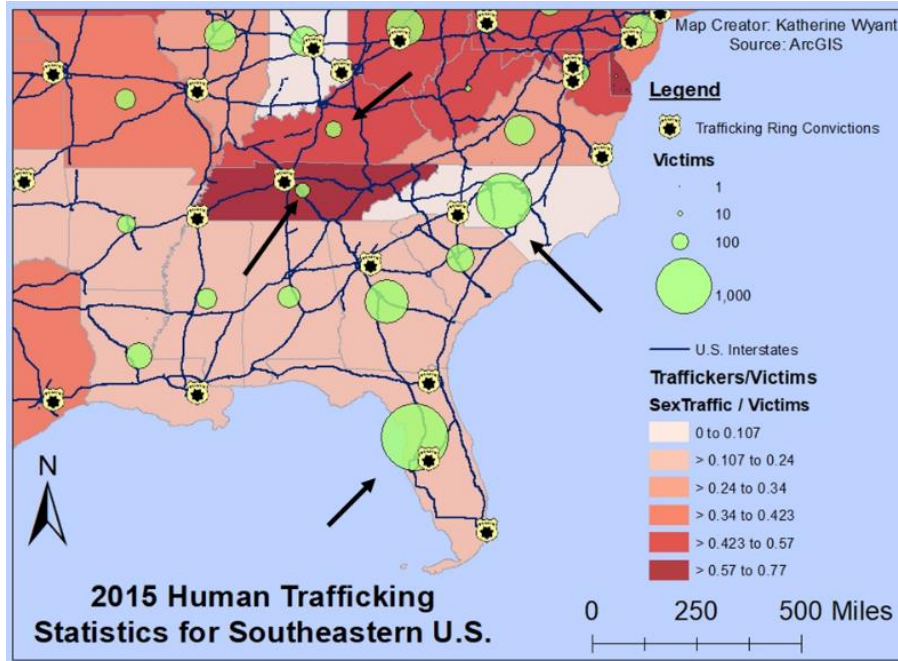 Map Creator: Katherine Wyant
Source: ArcGIS
Legend
Trafficking Ring Convictions
Victims
1
10
100
1,000
U.S. Interstates
Traffickers/Victims
SexTraffic / Victims
0 to 0.107
> 0.107 to 0.24
> 0.24 to 0.34
> 0.34 to 0.423
> 0.423 to 0.57
> 0.57 to 0.77
N
2015 Human Trafficking
Statistics for Southeastern U.S.
0 250 500 Miles